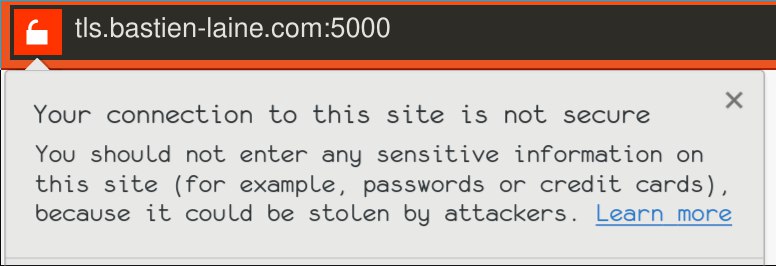 tls.bastien-laine.com:5000
Your connection to this site is not secure
You should not enter any sensitive information on
this site (for example, passwords or credit cards),
because it could be stolen by attackers. Learn more